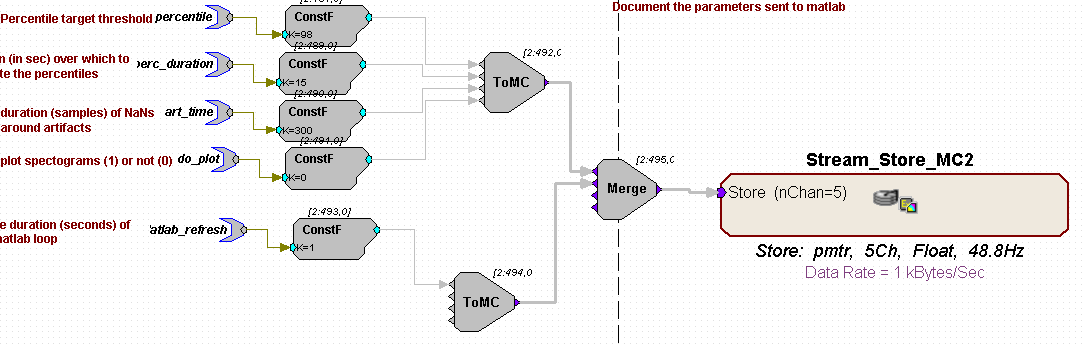 Document the parameters sent to matlab
Percentile target threshold percentile
ConstF
K=98
n (in sec) over which to
te the percentiles
perc_duration
[2:489,0]
ConstF
K=15
duration (samples) of NaNs
around artifacts
art_time
[2:490,0]
ConstF
K=300
plot spectograms (1) or not (0) do_plot
[2:491,0]
ConstF
K=0
e duration (seconds) of
matlab loop
atlab_refresh
[2:493,0]
ConstF
K=1
[2:492,0
ToMC
[2:494,0
ToMC
[2:495,0
Merge
Stream_Store_MC2
Store (nChan=5)
Store: pmtr, 5Ch, Float, 48.8Hz
Data Rate = 1 kBytes/Sec